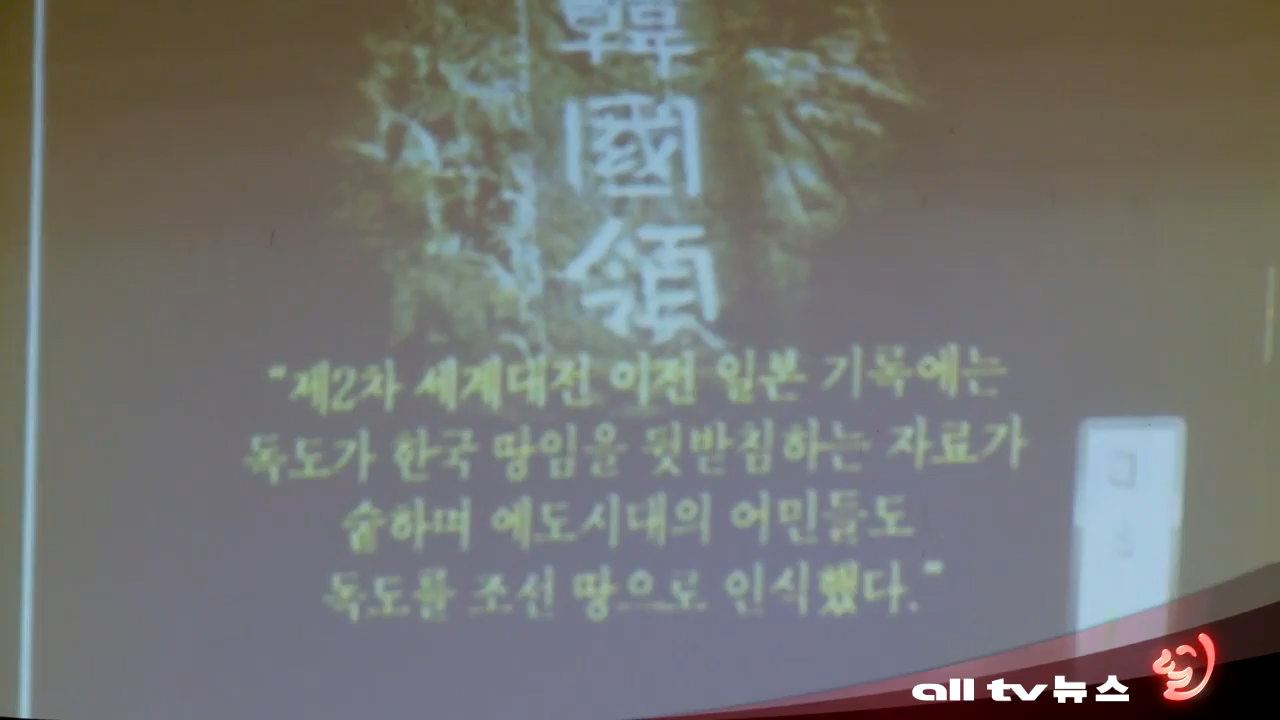 韓
國
領
"제2차 세계대전 이전 일본 기록에는
독도가 한국 땅임을 뒷받침하는 자료가
숱하며 에도시대의 어민들도
독도를 조선 땅으로 인식했다."
all tv 뉴스